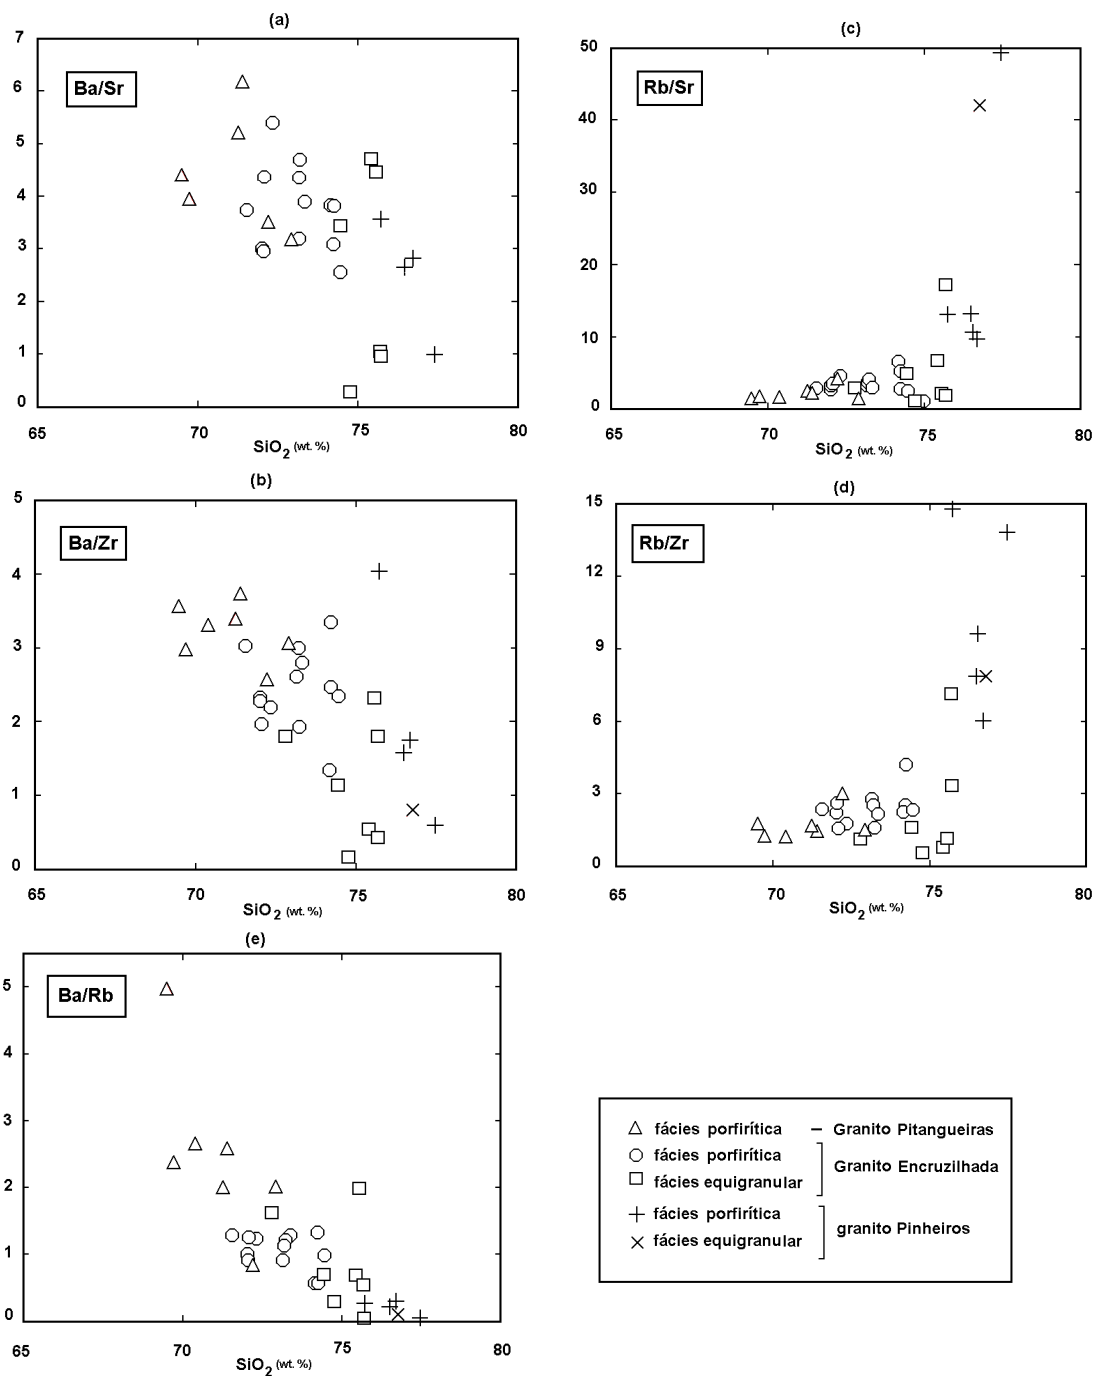 (a)
Ba/Sr
7
6
5
4
3
2
1
0
65 70 75 80
SiO2 (wt. %)
(c)
Rb/Sr
50
40
30
20
10
0
70 75 80
SiO2 (wt. %)
(b)
Ba/Zr
5
4
3
2
1
0
65 70 75 80
SiO2 (wt. %)
(d)
Rb/Zr
15
12
9
6
3
0
65 70 75 80
SiO2 (wt. %)
(e)
Ba/Rb
5
4
3
2
1
0
65 70 75 80
SiO2 (wt. %)
fácies porfirítica – Granito Pitangueiras
fácies porfirítica
Granito Encruzilhada
fácies equigranular
fácies porfirítica
granito Pinheiros
fácies equigranular